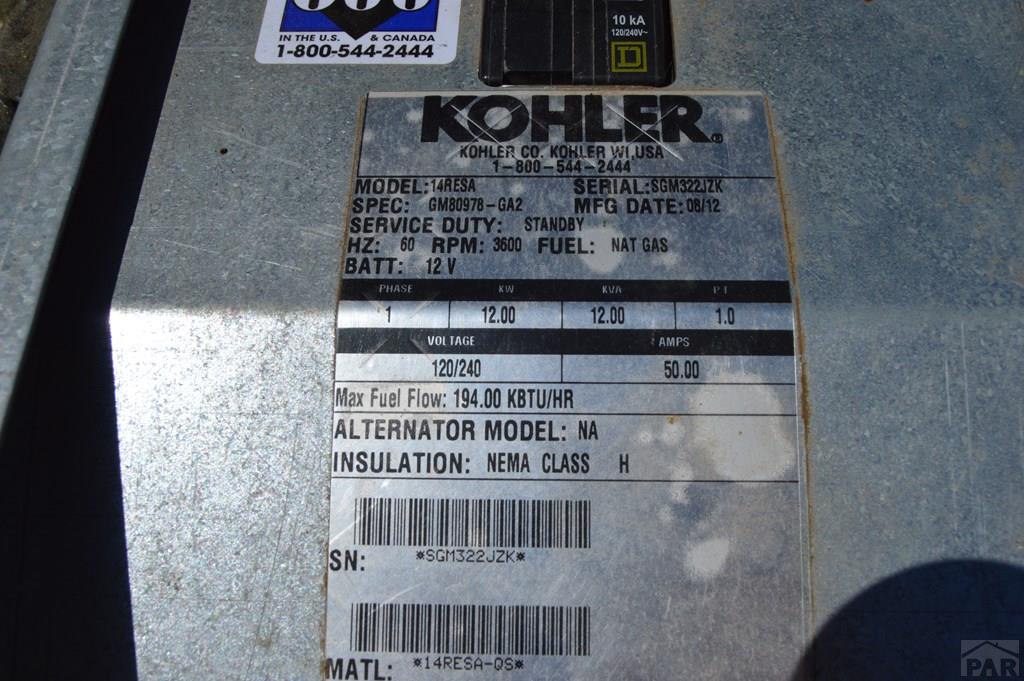 IN THE U.S. & CANADA
1-800-544-2444
10 kA
120/240V~
KOHLER®
KOHLER CO. KOHLER WI,USA
1-800-544-2444
MODEL: 14RESA SERIAL: SGM322JZK
SPEC: GM80978-GA2 MFG DATE: 08/12
SERVICE DUTY: STANDBY
HZ: 60 RPM: 3600 FUEL: NAT GAS
BATT: 12 V
PHASE KW KVA
1 12.00 12.00 1.0
VOLTAGE AMPS
120/240 50.00
Max Fuel Flow: 194.00 KBTU/HR
ALTERNATOR MODEL: NA
INSULATION: NEMA CLASS H
SN: *SGM322JZK*
MATL: *14RESA-QS*
PAR